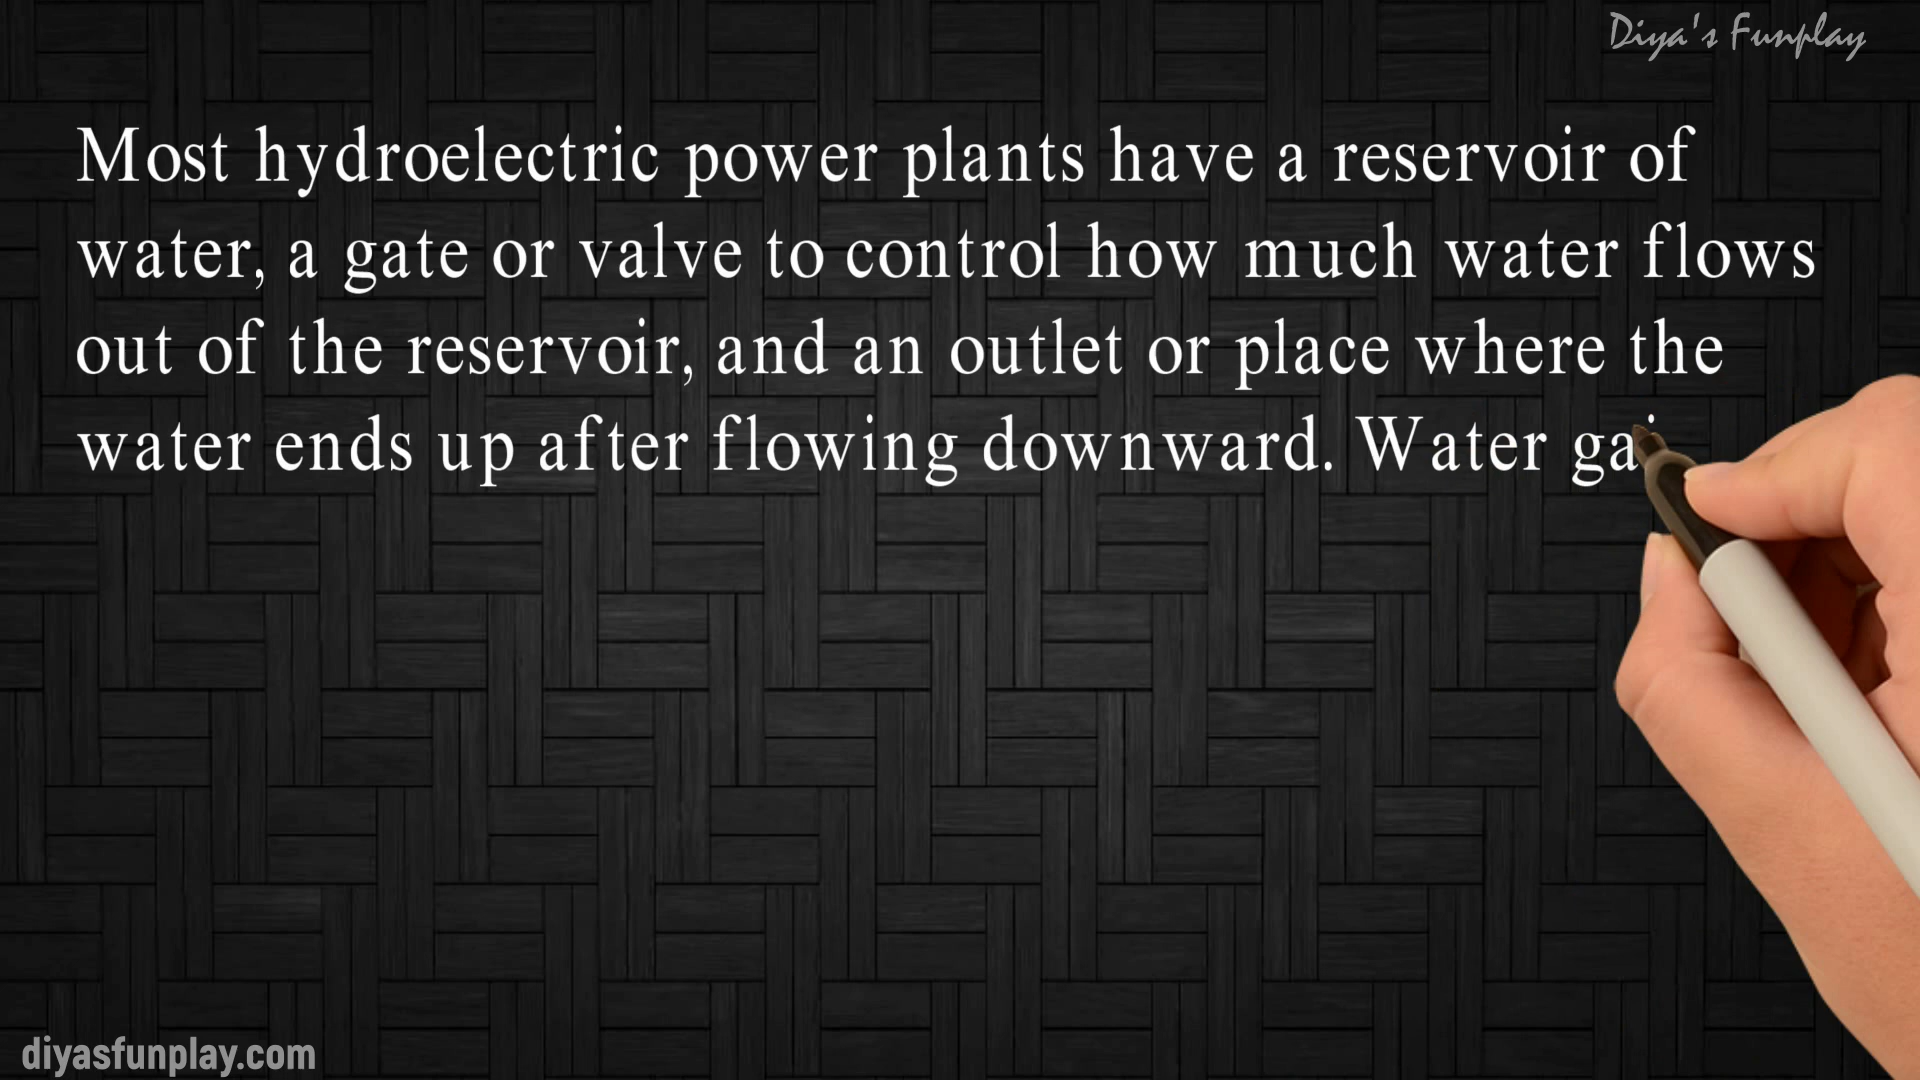 Diya's Funplay
Most hydroelectric power plants have a reservoir of
water, a gate or valve to control how much water flows
out of the reservoir, and an outlet or place where the
water ends up after flowing downward. Water gai
diyasfunplay.com